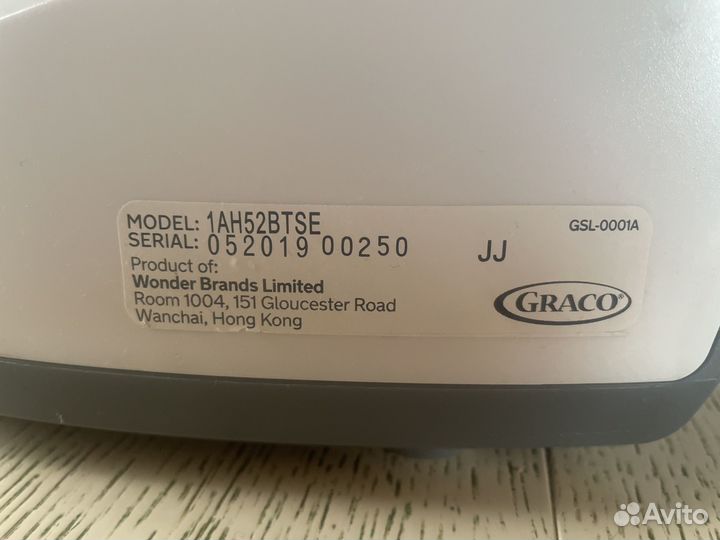 MODEL: 1AH52BTSE
GSL-0001A
SERIAL: 052019 00250 JJ
Product of:
Wonder Brands Limited
Room 1004, 151 Gloucester Road
Wanchai, Hong Kong
GRACO®
Avito